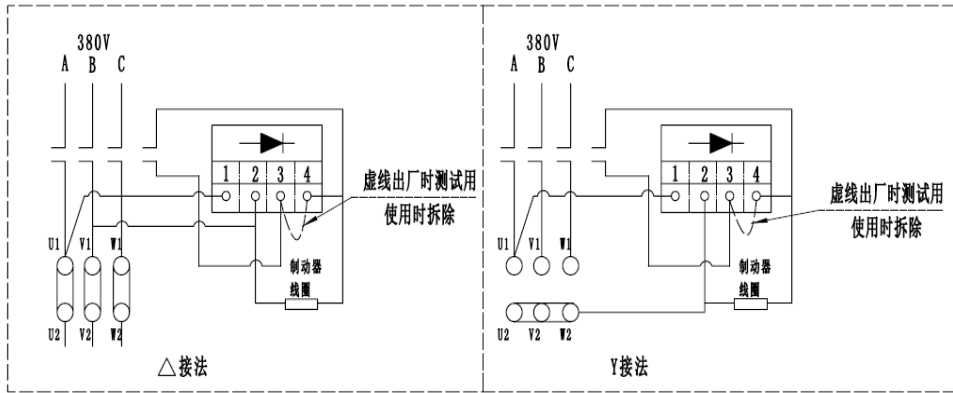 380V
A B C
1 2 3 4
虚线出厂时测试用
使用时拆除
U1 V1 W1
制动器
线圈
U2 V2 W2
△接法
380V
A B C
1 2 3 4
虚线出厂时测试用
使用时拆除
U1 V1 W1
制动器
线圈
U2 V2 W2
Y接法